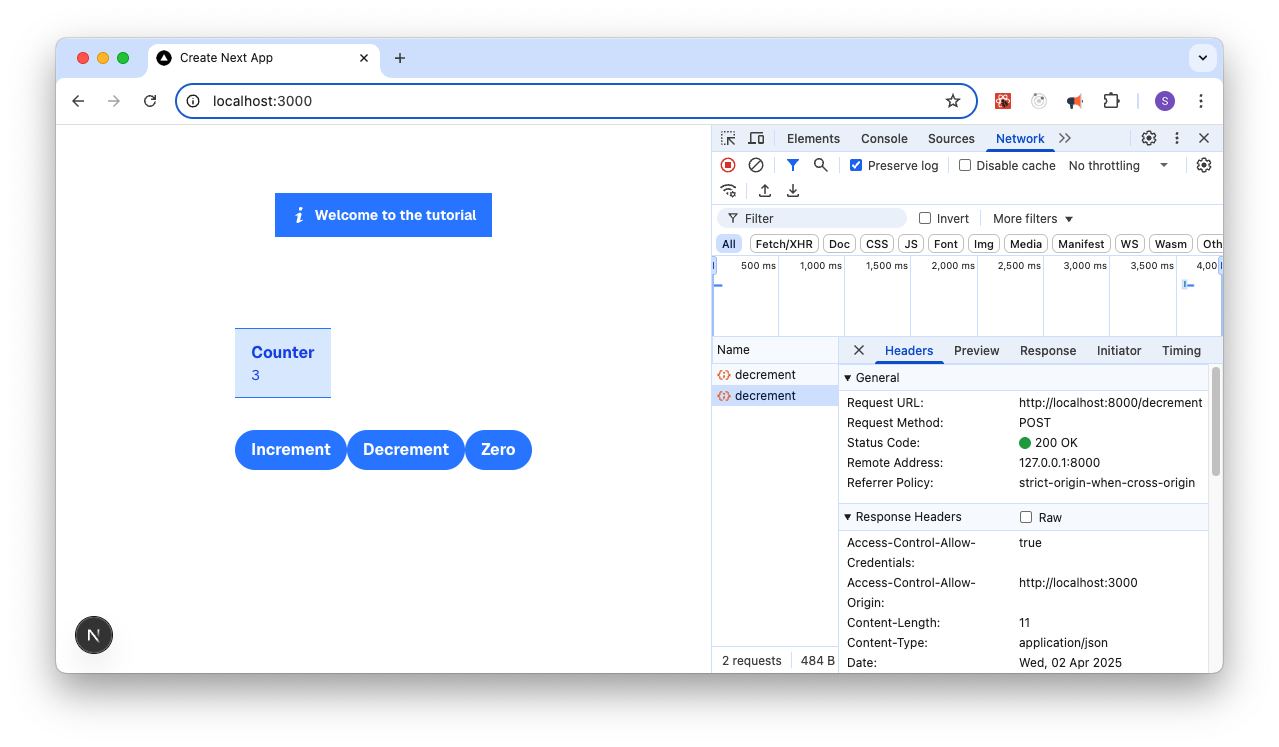 Create Next App
localhost:3000
S
Elements Console Sources Network
Preserve log Disable cache No throttling
Filter Invert More filters
All Fetch/XHR Doc CSS JS Font Img Media Manifest WS Wasm Oth
500 ms 1,000 ms 1,500 ms 2,000 ms 2,500 ms 3,000 ms 3,500 ms 4,00
i Welcome to the tutorial
Counter
3
Increment Decrement Zero
N
Name
decrement
decrement
2 requests 484 B
Headers Preview Response Initiator Timing
General
Request URL: http://localhost:8000/decrement
Request Method: POST
Status Code: 200 OK
Remote Address: 127.0.0.1:8000
Referrer Policy: strict-origin-when-cross-origin
Response Headers Raw
Access-Control-Allow- true
Credentials:
Access-Control-Allow- http://localhost:3000
Origin:
Content-Length: 11
Content-Type: application/json
Date: Wed, 02 Apr 2025